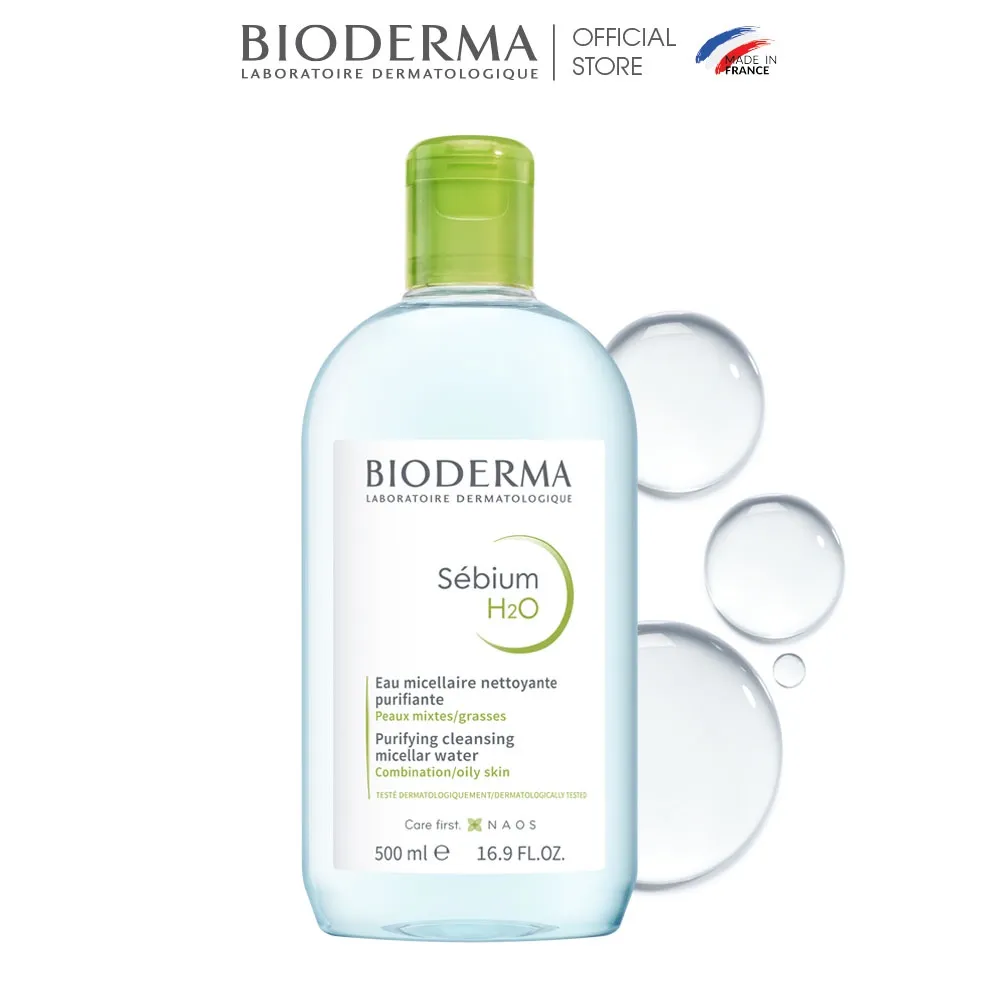 BIODERMA
LABORATOIRE DERMATOLOGIQUE
OFFICIAL
STORE
MADE IN
FRANCE
BIODERMA
LABORATOIRE DERMATOLOGIQUE
Sébium
H2O
Eau micellaire nettoyante
purifiante
Peaux mixtes/grasses
Purifying cleansing
micellar water
Combination/oily skin
TESTÉ DERMATOLOGIQUEMENT/DERMATOLOGICALLY TESTED
Care first. NAOS
500 ml ℮ 16.9 FL.OZ.